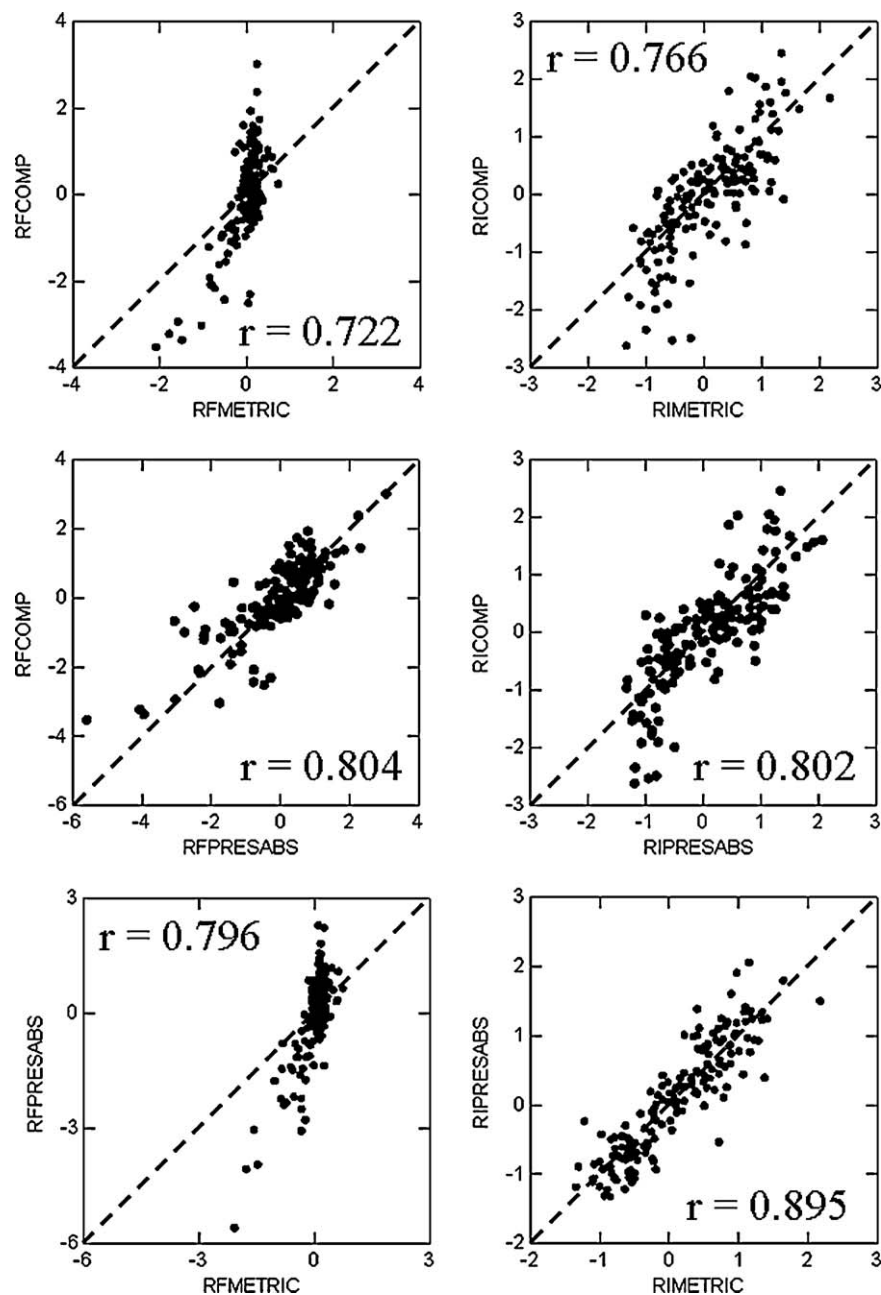 4
2
0
-2
-4
RFCOMP
r = 0.722
-4 -2 0 2 4
RFMETRIC
3
2
1
0
-1
-2
-3
RICOMP
r = 0.766
-3 -2 -1 0 1 2 3
RIMETRIC
4
2
0
-2
-4
-6
RFCOMP
r = 0.804
-6 -4 -2 0 2 4
RFPRESABS
3
2
1
0
-1
-2
-3
RICOMP
r = 0.802
-3 -2 -1 0 1 2 3
RIPRESABS
3
0
-3
-6
RFPRESABS
r = 0.796
-6 -3 0 3
RFMETRIC
3
2
1
0
-1
-2
RIPRESABS
r = 0.895
-2 -1 0 1 2 3
RIMETRIC